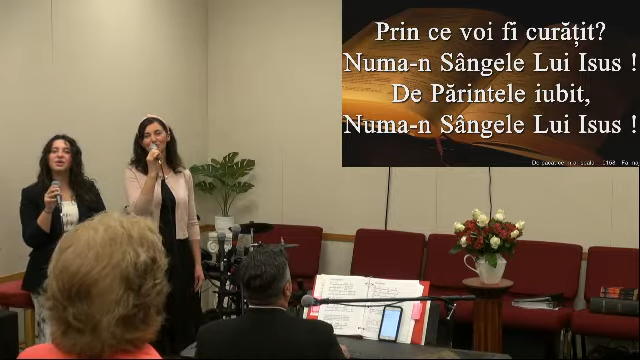 Prin ce voi fi curățit?
Numa-n Sângele Lui Isus !
De Părintele iubit,
Numa-n Sângele Lui Isus !